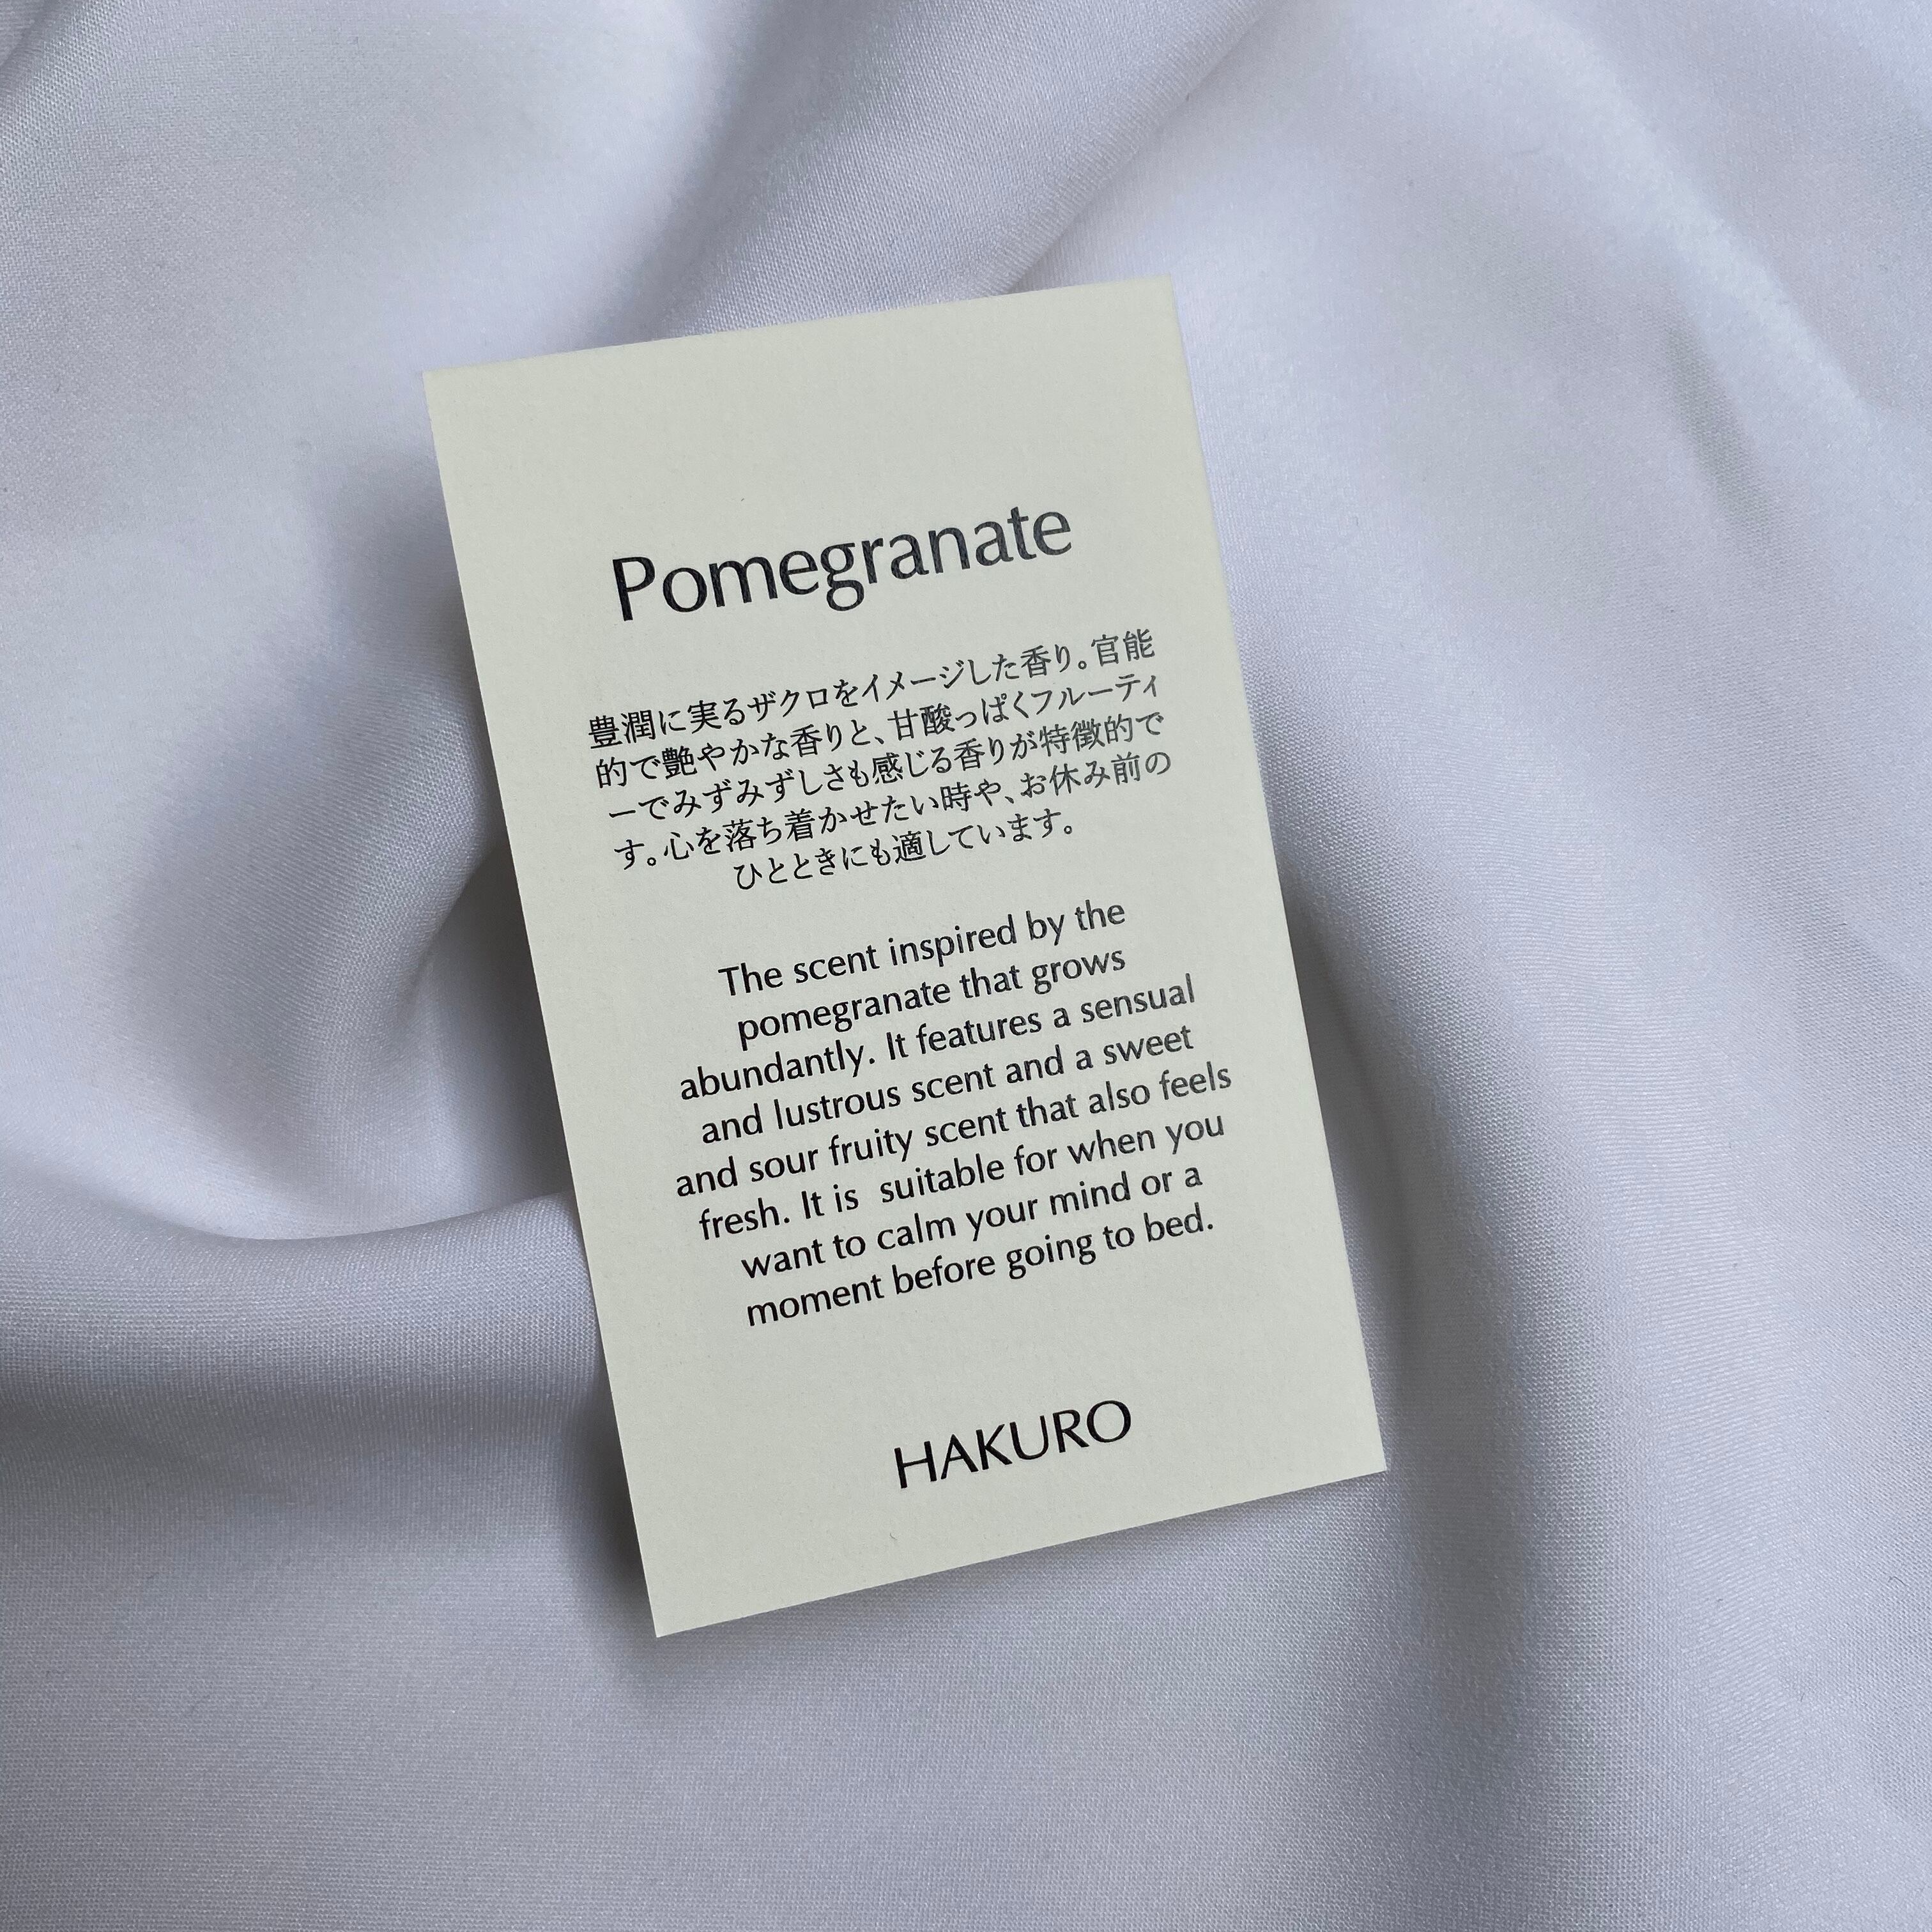 Pomegranate
豊潤に実るザクロをイメージした香り。官能
的で艶やかな香りと、甘酸っぱくフルーティ
ーでみずみずしさも感じる香りが特徴的で
す。心を落ち着かせたい時や、お休み前の
ひとときにも適しています。
The scent inspired by the
pomegranate that grows
abundantly. It features a sensual
and lustrous scent and a sweet
and sour fruity scent that also feels
fresh. It is  suitable for when you
want to calm your mind or a
moment before going to bed.
HAKURO